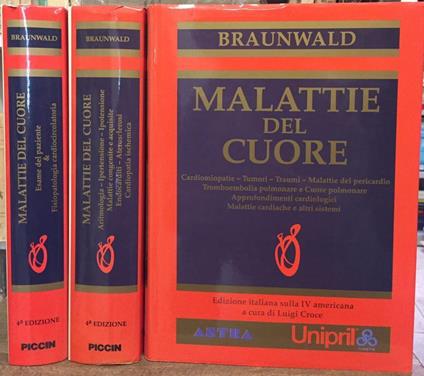 BRAUNWALD
MALATTIE DEL CUORE
Esame del paziente
&
Fisiopatologia cardiocircolatoria
4ª EDIZIONE
PICCIN
BRAUNWALD
MALATTIE DEL CUORE
Aritmologia – Ipertensione – Ipotensione
Malattie congenite e acquisite
Endocarditi – Aterosclerosi
Cardiopatia ischemica
4ª EDIZIONE
PICCIN
BRAUNWALD
MALATTIE
DEL
CUORE
Cardiomiopatie – Tumori – Traumi – Malattie del pericardio
Tromboembolia pulmonare e Cuore polmonare
Approfondimenti cardiologici
Malattie cardiache e altri sistemi
Edizione italiana sulla IV americana
a cura di Luigi Croce
ASTRA
Unipril